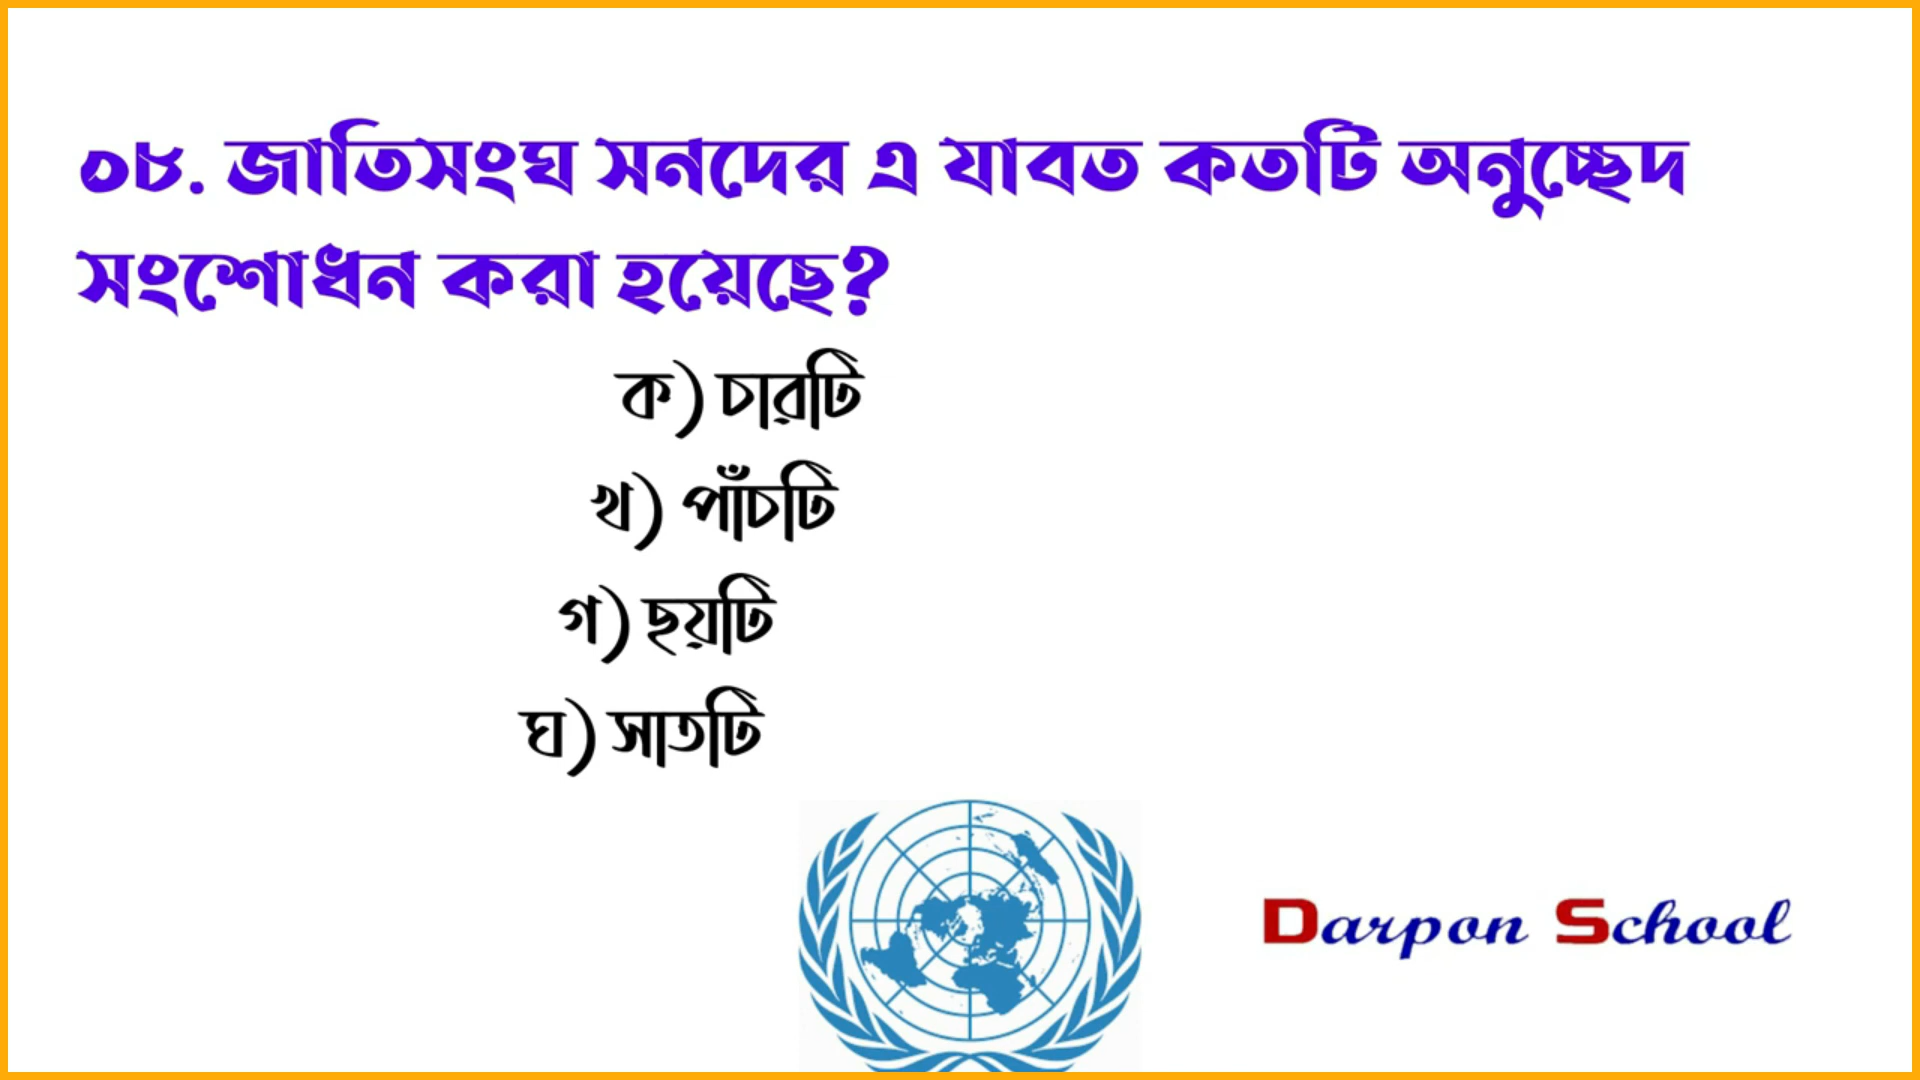 ০৮. জাতিসংঘ সনদের এ যাবত কতটি অনুচ্ছেদ
সংশোধন করা হয়েছে?
ক) চারটি
খ) পাঁচটি
গ) ছয়টি
ঘ) সাতটি
Darpon School